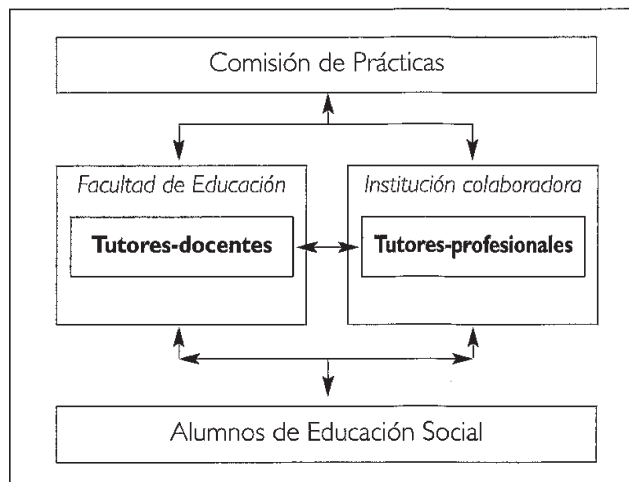 Comisión de Prácticas
Facultad de Educación
Institución colaboradora
Tutores-docentes
Tutores-profesionales
Alumnos de Educación Social